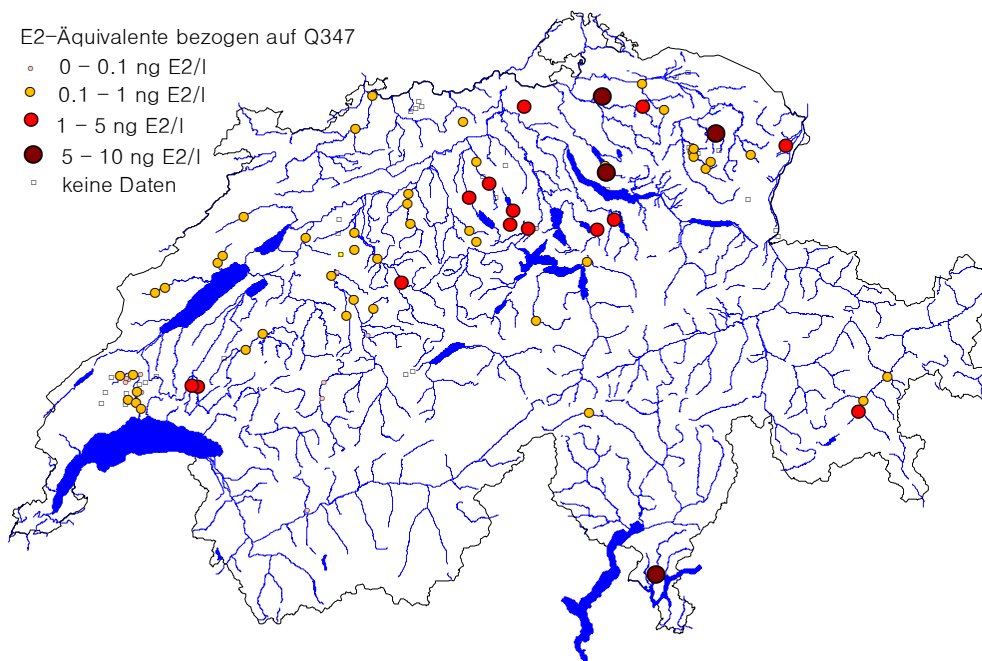 E2-Äquivalente bezogen auf Q347
0 - 0.1 ng E2/l
0.1 - 1 ng E2/l
1 - 5 ng E2/l
5 - 10 ng E2/l
keine Daten